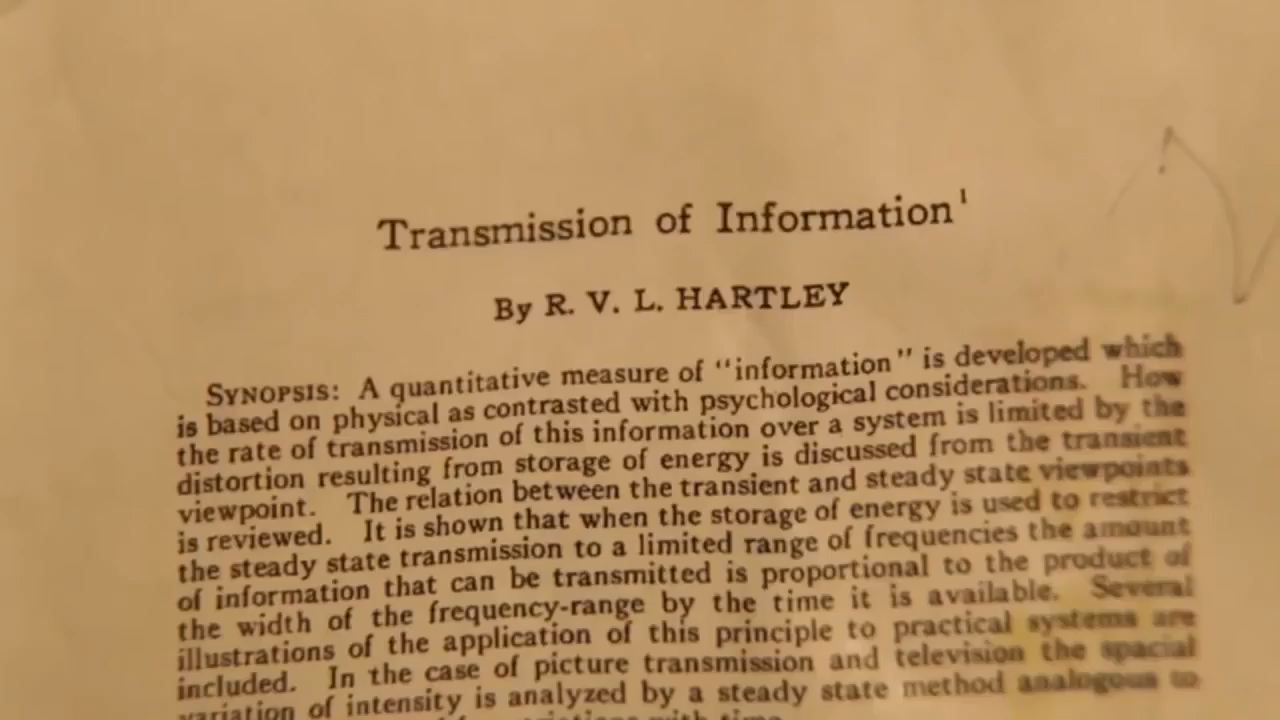 Transmission of Information¹
By R. V. L. HARTLEY
SYNOPSIS: A quantitative measure of "information" is developed which
is based on physical as contrasted with psychological considerations. How
the rate of transmission of this information over a system is limited by the
distortion resulting from storage of energy is discussed from the transient
viewpoint. The relation between the transient and steady state viewpoints
is reviewed. It is shown that when the storage of energy is used to restrict
the steady state transmission to a limited range of frequencies the amount
of information that can be transmitted is proportional to the product of
the width of the frequency-range by the time it is available. Several
illustrations of the application of this principle to practical systems are
included. In the case of picture transmission and television the spacial
variation of intensity is analyzed by a steady state method analogous to
with time.